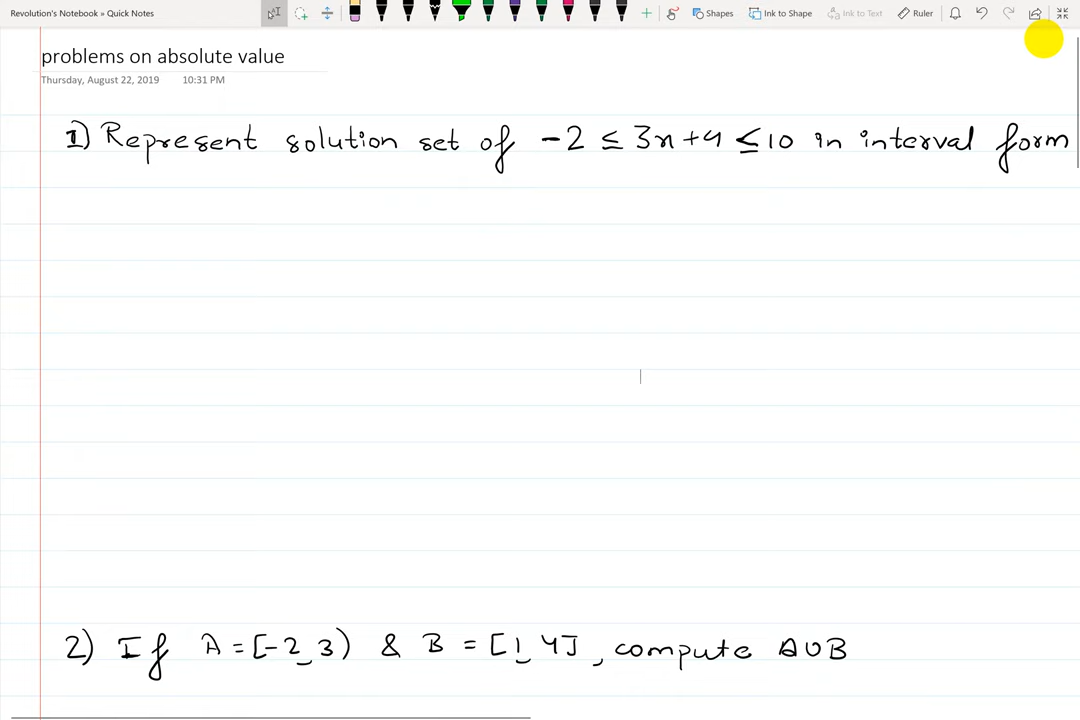 Revolution's Notebook » Quick Notes
Shapes Ink to Shape Ink to Text Ruler
problems on absolute value
Thursday, August 22, 2019 10:31 PM
1) Represent solution set of -2 ≤ 3x+4 ≤ 10 in interval form
2) If A = [-2, 3) & B = [1, 4], compute A∪B